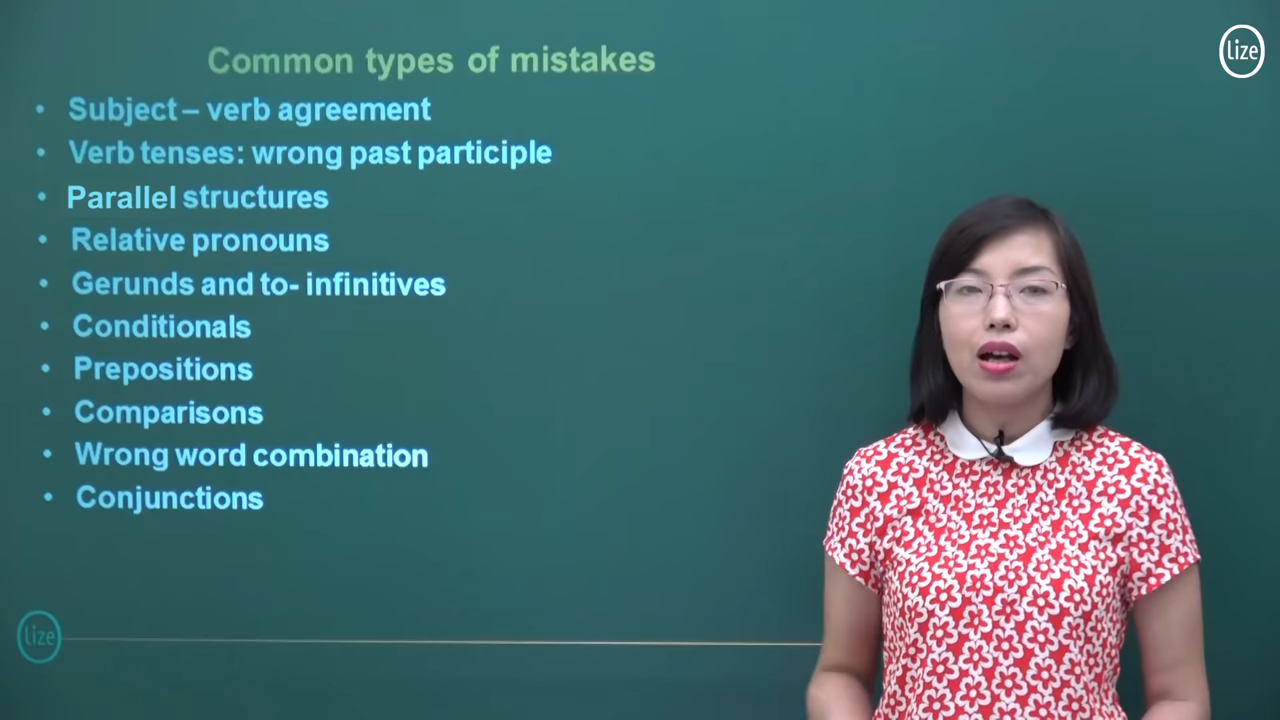 lize
Common types of mistakes
• Subject – verb agreement
• Verb tenses: wrong past participle
• Parallel structures
• Relative pronouns
• Gerunds and to- infinitives
• Conditionals
• Prepositions
• Comparisons
• Wrong word combination
• Conjunctions
lize